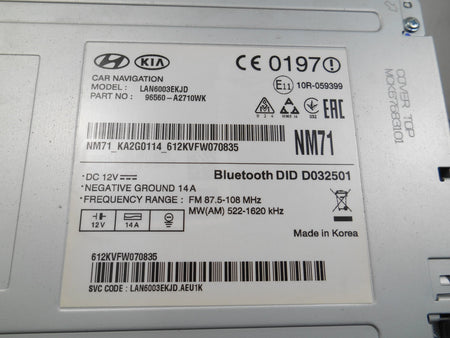 HYUNDAI
KIA
CE 0197
CAR NAVIGATION
MODEL : LAN6003EKJD
PART NO : 96560-A2710WK
E11 10R-059399
EAC
NM71_KA2G0114_612KVFW070835
NM71
Bluetooth DID D032501
*DC 12V
*NEGATIVE GROUND 14A
*FREQUENCY RANGE : FM 87.5-108 MHz
MW(AM) 522-1620 kHz
12V 14A
Made in Korea
612KVFW070835
SVC CODE : LAN6003EKJD.AEU1K
COVER TOP